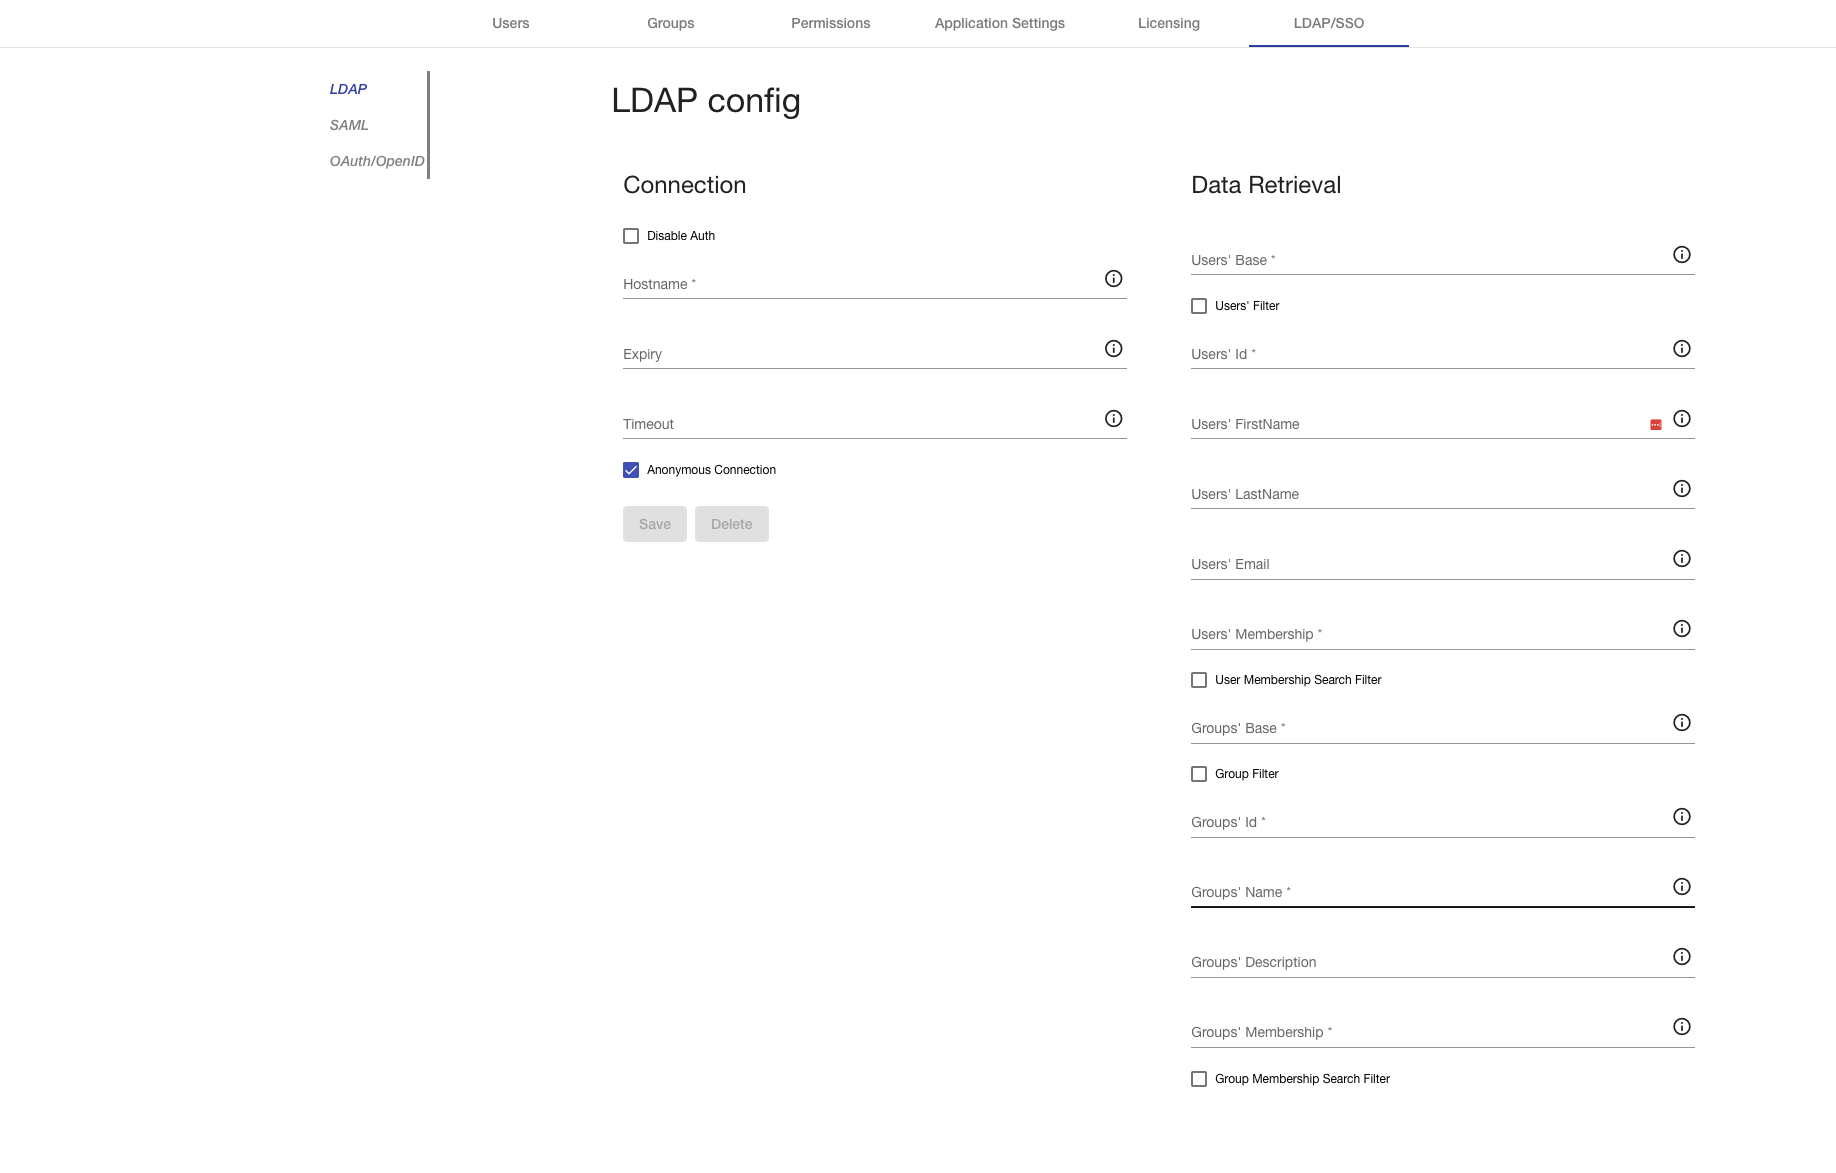 Users
Groups
Permissions
Application Settings
Licensing
LDAP/SSO
LDAP
SAML
OAuth/OpenID
LDAP config
Connection
Disable Auth
Hostname *
Expiry
Timeout
Anonymous Connection
Save
Delete
Data Retrieval
Users' Base *
Users' Filter
Users' Id *
Users' FirstName
Users' LastName
Users' Email
Users' Membership *
User Membership Search Filter
Groups' Base *
Group Filter
Groups' Id *
Groups' Name *
Groups' Description
Groups' Membership *
Group Membership Search Filter